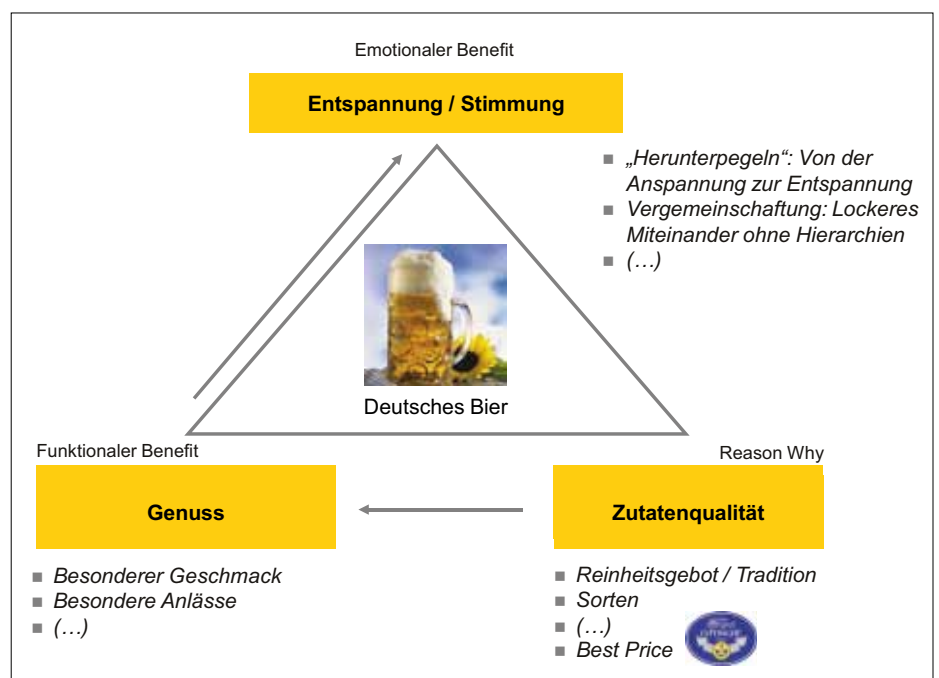 Emotionaler Benefit
Entspannung / Stimmung
■ „Herunterpegeln“: Von der
Anspannung zur Entspannung
■ Vergemeinschaftung: Lockeres
Miteinander ohne Hierarchien
■ (…)
Deutsches Bier
Funktionaler Benefit
Genuss
■ Besonderer Geschmack
■ Besondere Anlässe
■ (…)
Reason Why
Zutatenqualität
■ Reinheitsgebot / Tradition
■ Sorten
■ (…)
■ Best Price